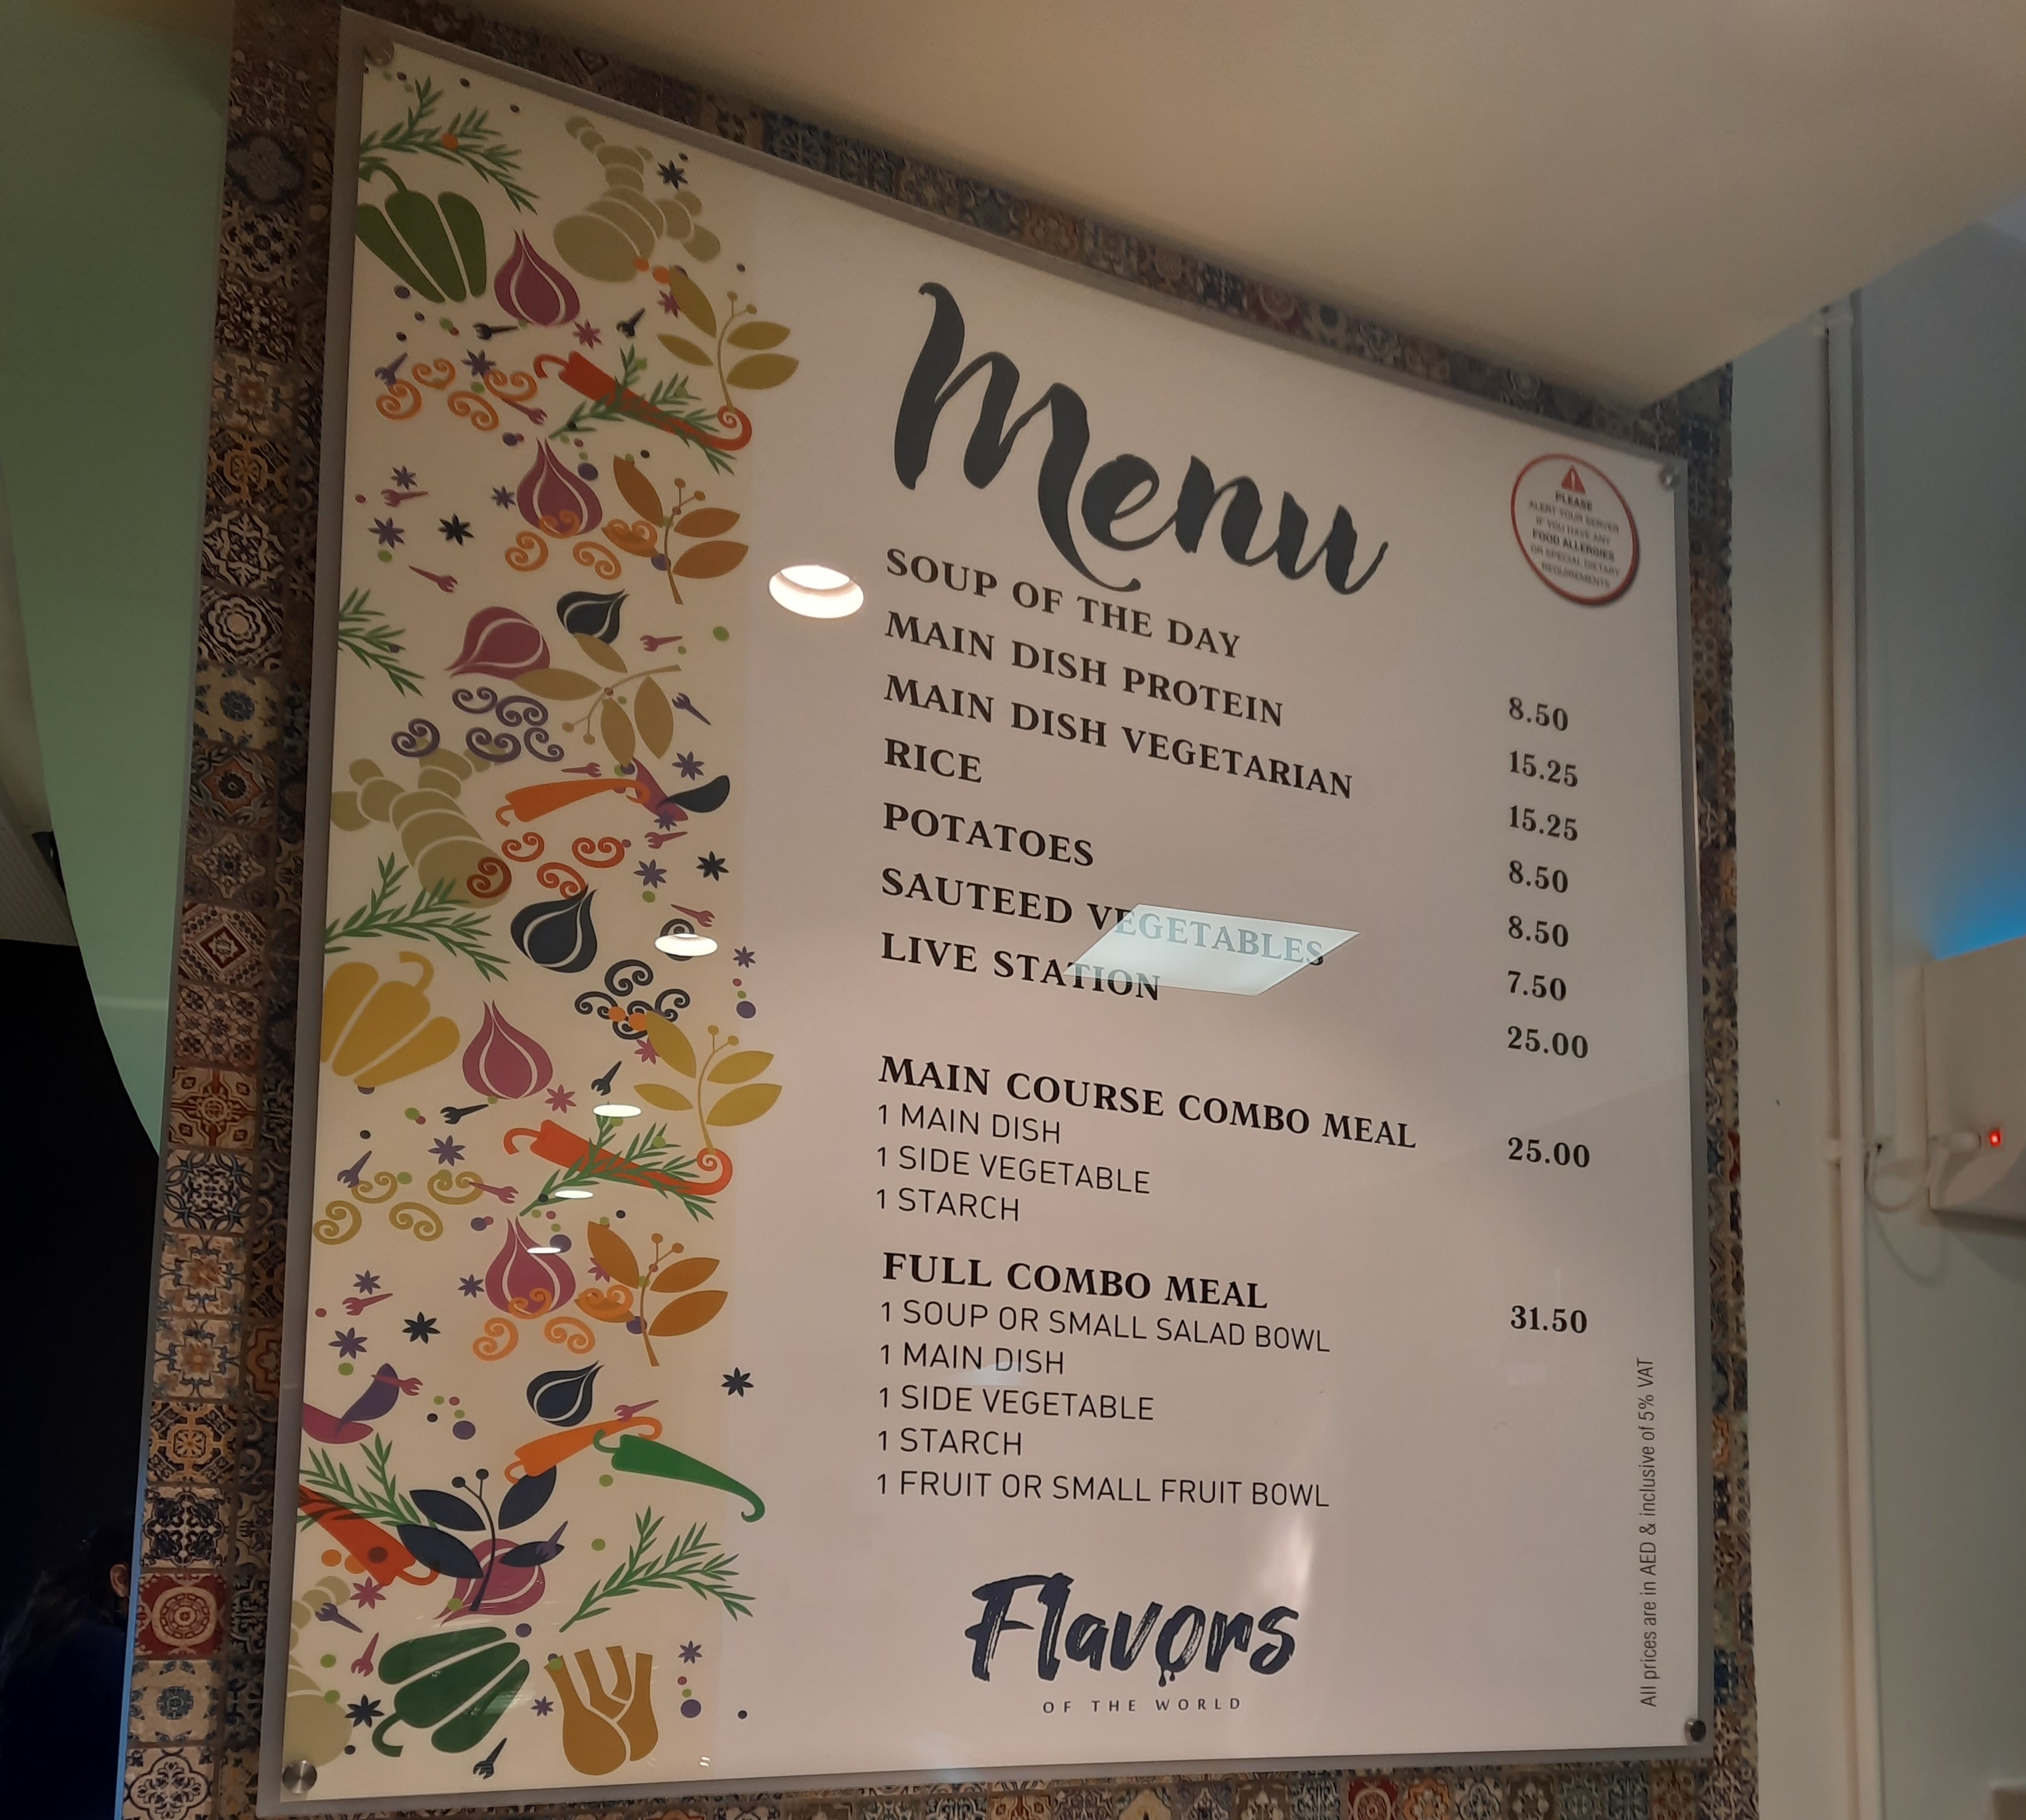 Menu
PLEASE
ALERT YOUR SERVER
IF YOU HAVE ANY
FOOD ALLERGIES
OR SPECIAL DIETARY
REQUIREMENTS
SOUP OF THE DAY 8.50
MAIN DISH PROTEIN 15.25
MAIN DISH VEGETARIAN 15.25
RICE 8.50
POTATOES 8.50
SAUTEED VEGETABLES 7.50
LIVE STATION 25.00
MAIN COURSE COMBO MEAL 25.00
1 MAIN DISH
1 SIDE VEGETABLE
1 STARCH
FULL COMBO MEAL 31.50
1 SOUP OR SMALL SALAD BOWL
1 MAIN DISH
1 SIDE VEGETABLE
1 STARCH
1 FRUIT OR SMALL FRUIT BOWL
Flavors
OF THE WORLD
All prices are in AED & inclusive of 5% VAT